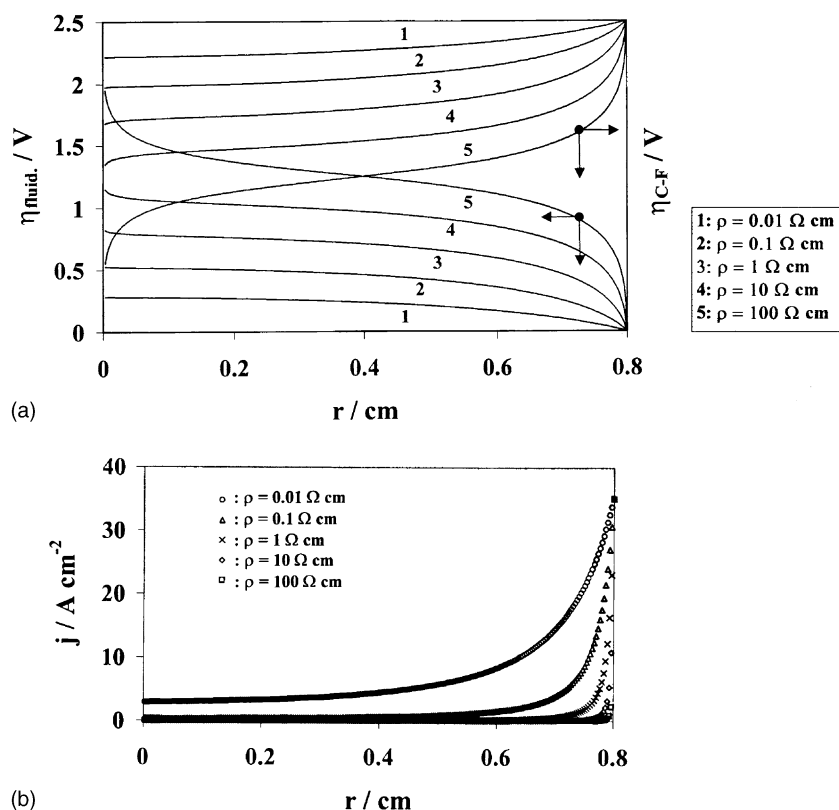 2.5
2
1.5
1
0.5
0
η_fluid. / V
η_C-F / V
1
2
3
4
5
5
4
3
2
1
0
0.2
0.4
0.6
0.8
r / cm
(a)
1: ρ = 0.01 Ω cm
2: ρ = 0.1 Ω cm
3: ρ = 1 Ω cm
4: ρ = 10 Ω cm
5: ρ = 100 Ω cm
40
30
20
10
0
j / A cm⁻²
○ : ρ = 0.01 Ω cm
△ : ρ = 0.1 Ω cm
× : ρ = 1 Ω cm
◇ : ρ = 10 Ω cm
□ : ρ = 100 Ω cm
0
0.2
0.4
0.6
0.8
r / cm
(b)